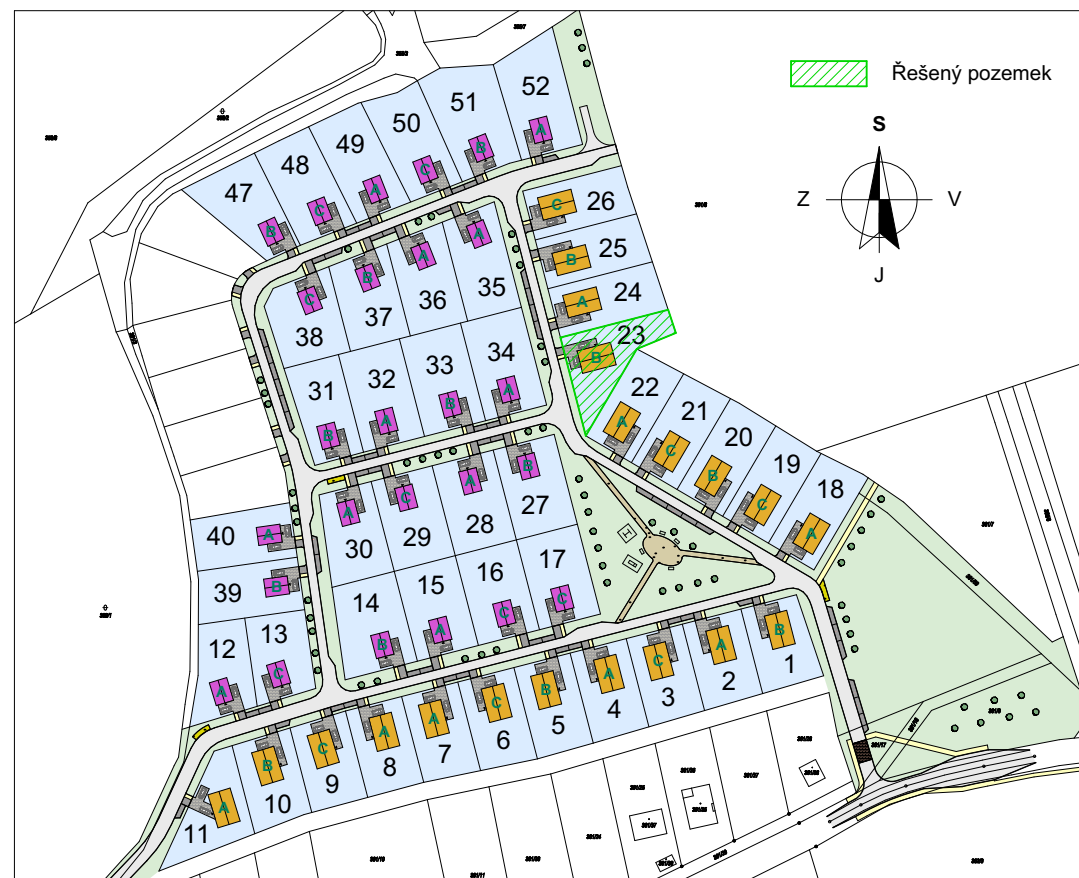 Řešený pozemek
S
Z
V
J
52
A
51
B
50
C
49
A
48
C
47
B
26
C
25
B
24
A
23
B
38
C
37
B
36
A
35
A
31
B
32
A
33
B
34
A
22
A
21
C
20
B
19
C
18
A
40
A
39
B
30
A
29
C
28
A
27
B
12
A
13
C
14
B
15
A
16
C
17
C
H
11
A
10
B
9
C
8
A
7
A
6
C
5
B
4
A
3
C
2
A
1
B